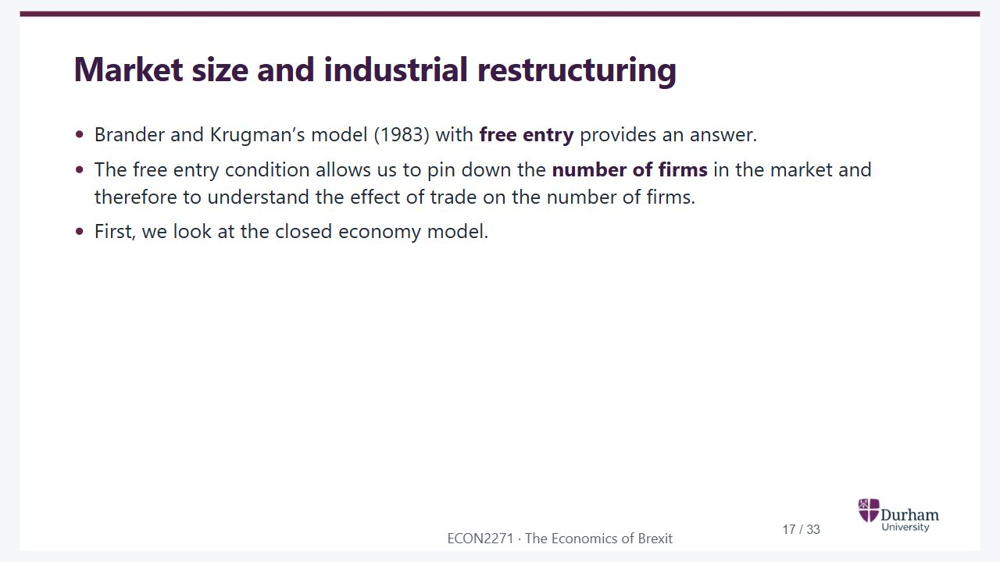 Market size and industrial restructuring
• Brander and Krugman’s model (1983) with free entry provides an answer.
• The free entry condition allows us to pin down the number of firms in the market and
therefore to understand the effect of trade on the number of firms.
• First, we look at the closed economy model.
ECON2271 · The Economics of Brexit
17 / 33
Durham
University